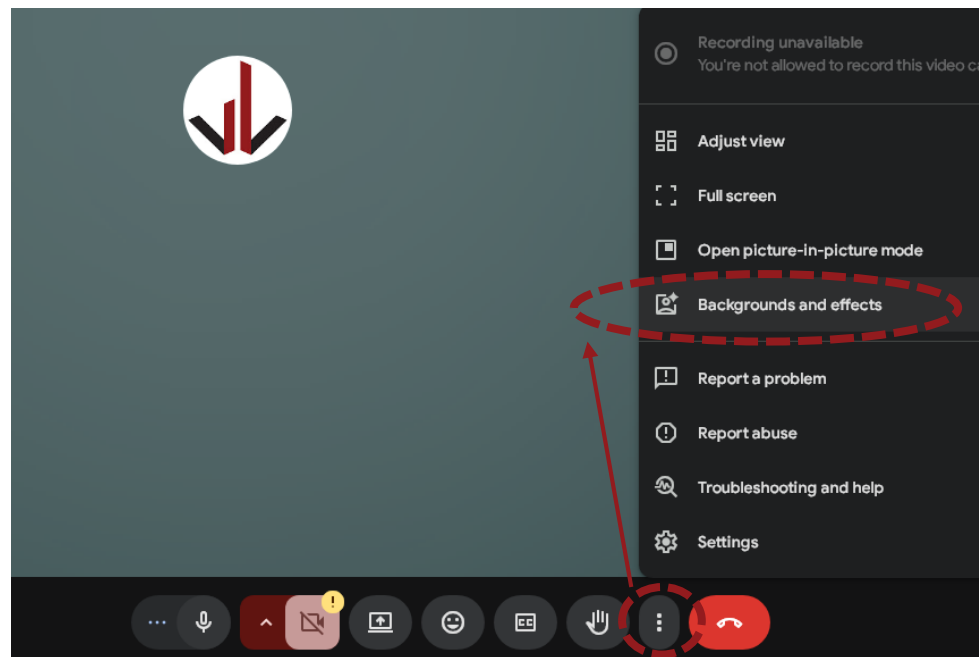 Recording unavailable
You're not allowed to record this video ca
Adjust view
Full screen
Open picture-in-picture mode
Backgrounds and effects
Report a problem
Report abuse
Troubleshooting and help
Settings
!
CC